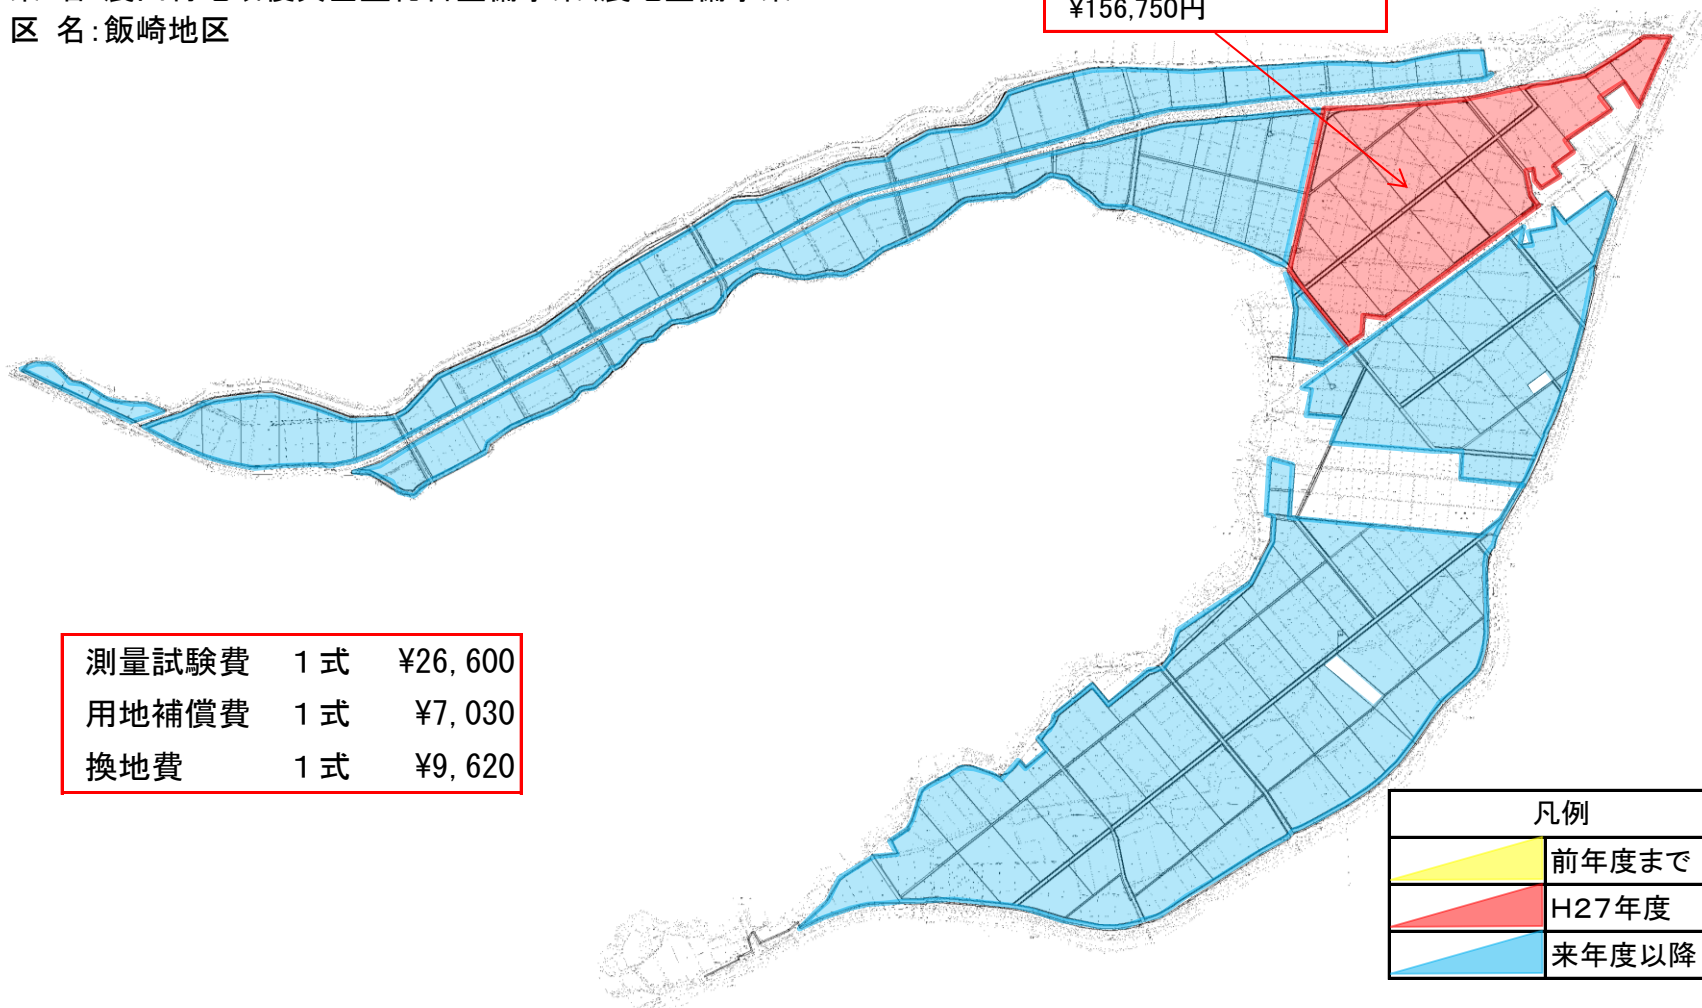 区 名:飯崎地区
¥156,750円
測量試験費 1式 ¥26,600
用地補償費 1式 ¥7,030
換地費 1式 ¥9,620
凡例
前年度まで
H27年度
来年度以降